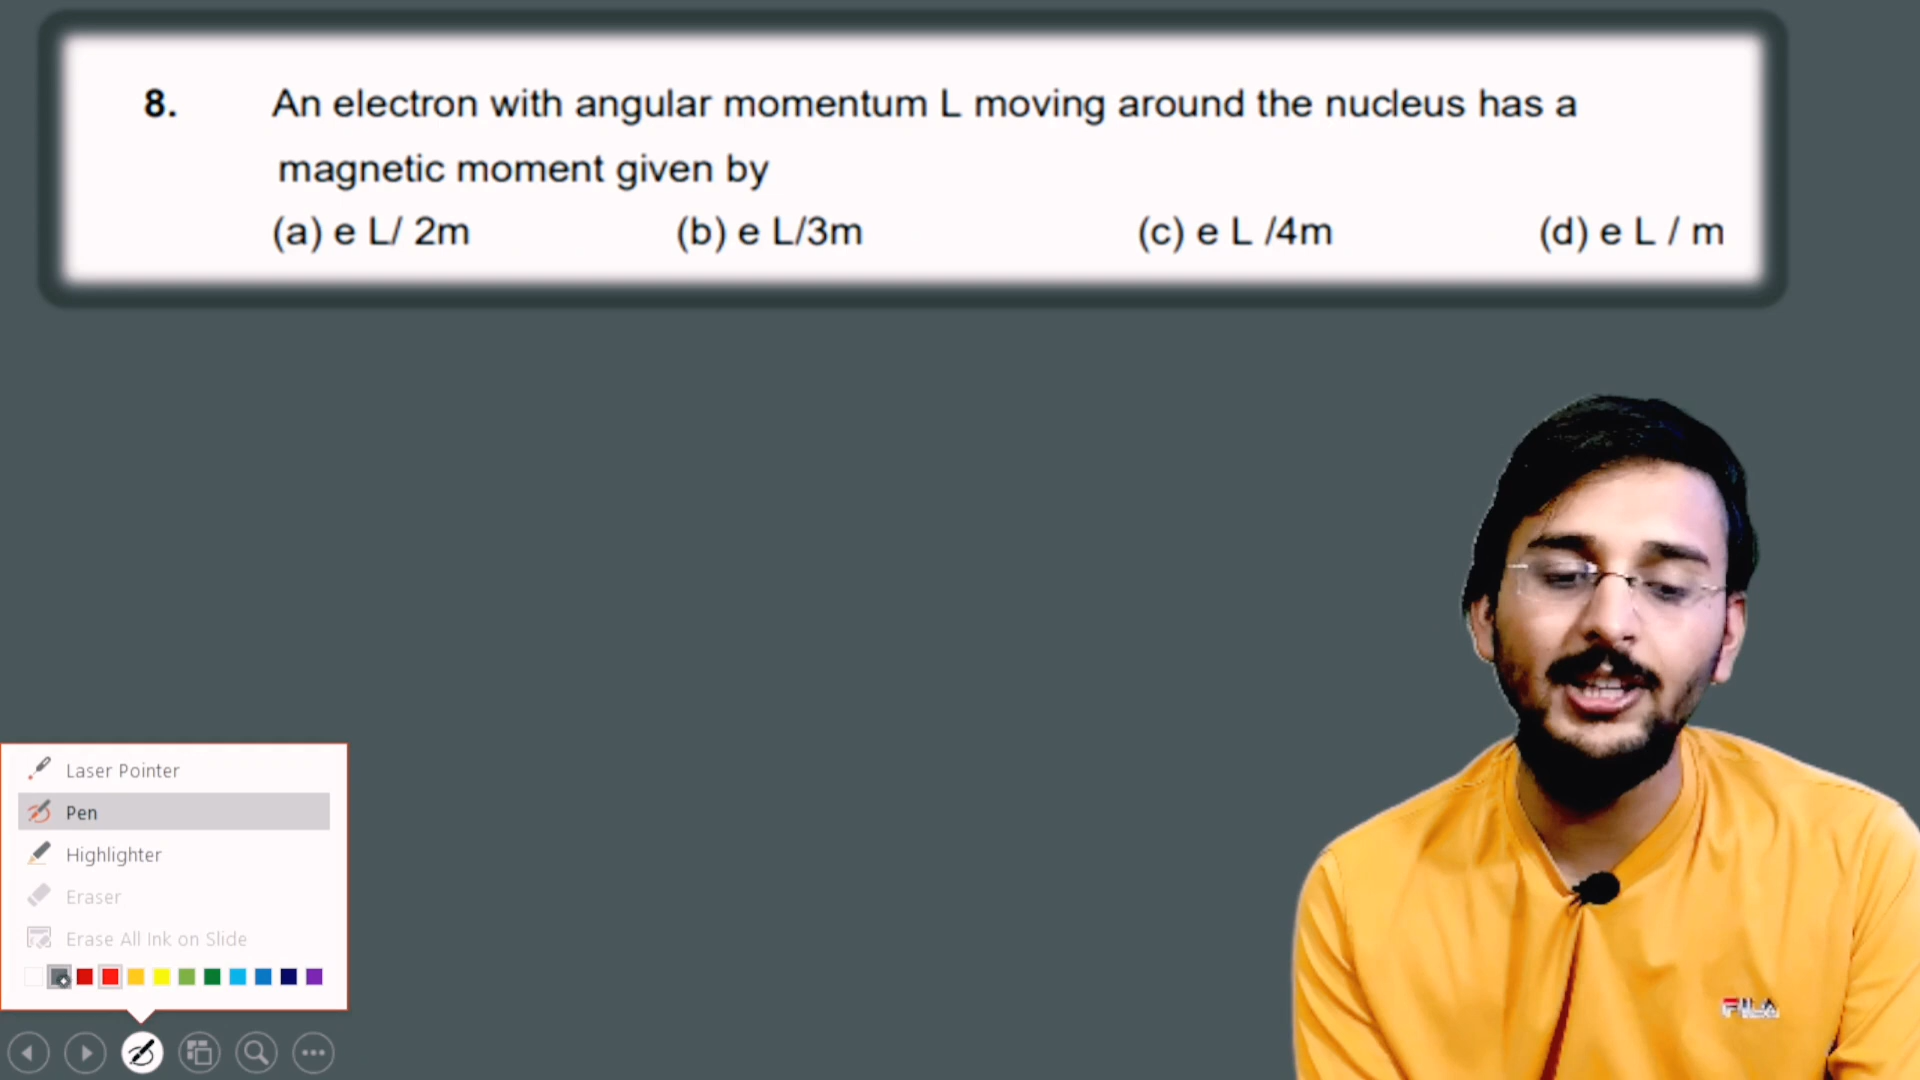 8. An electron with angular momentum L moving around the nucleus has a
magnetic moment given by
(a) e L/ 2m (b) e L/3m (c) e L /4m (d) e L / m
Laser Pointer
Pen
Highlighter
Eraser
Erase All Ink on Slide
FILA